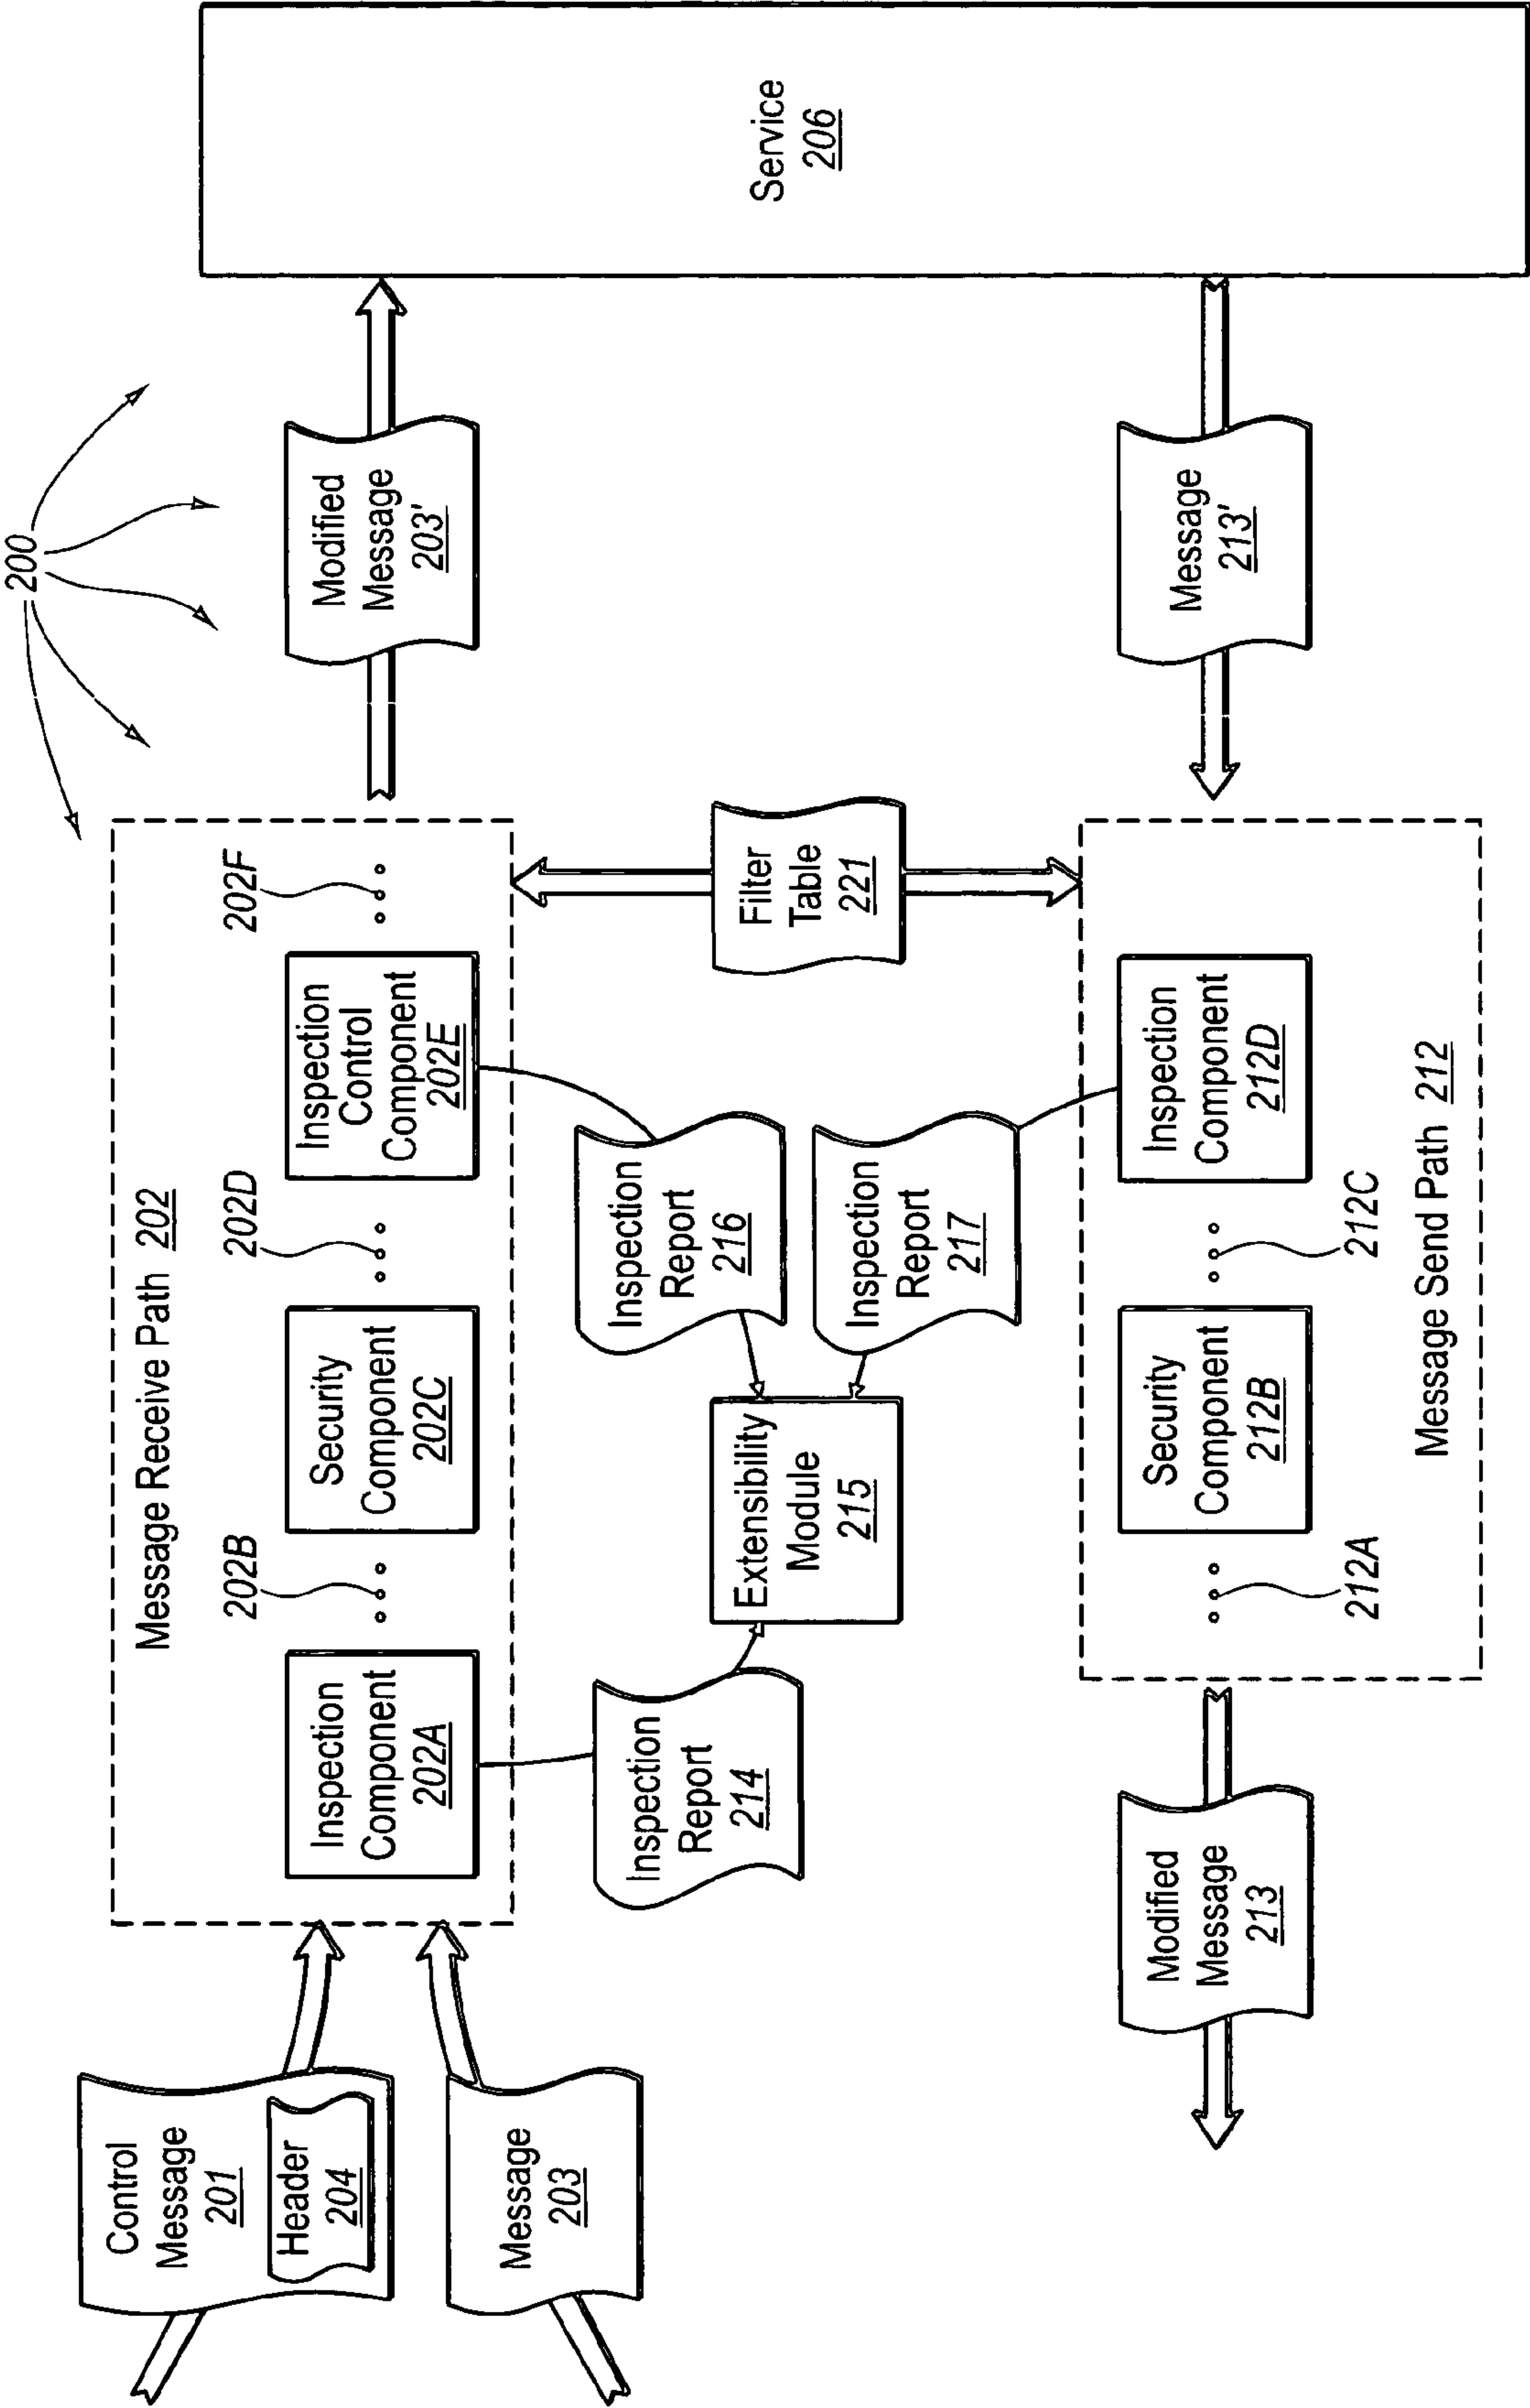 200
Control
Message
201
Header
204
Message
203
Message Receive Path 202
Inspection
Component
202A
202B
Security
Component
202C
202D
Inspection
Control
Component
202E
202F
Modified
Message
203'
Service
206
Inspection
Report
214
Extensibility
Module
215
Inspection
Report
216
Inspection
Report
217
Filter
Table
221
Modified
Message
213
212A
Security
Component
212B
212C
Inspection
Component
212D
Message Send Path 212
Message
213'